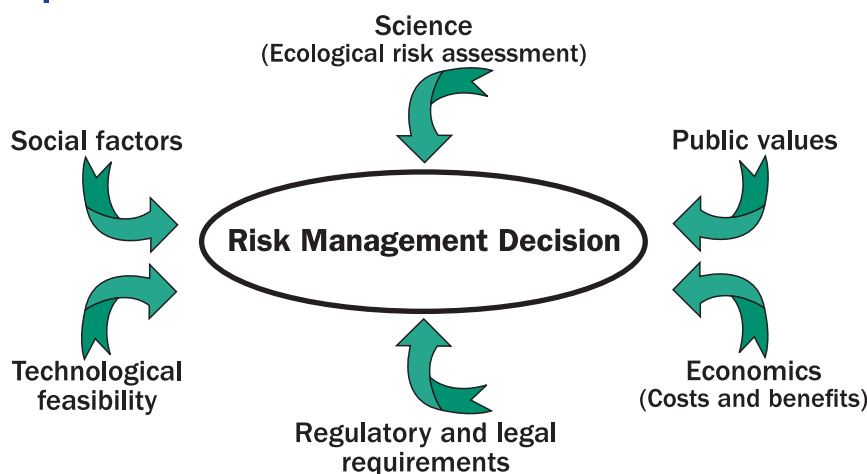 Science
(Ecological risk assessment)
Social factors
Public values
Risk Management Decision
Technological
feasibility
Economics
(Costs and benefits)
Regulatory and legal
requirements